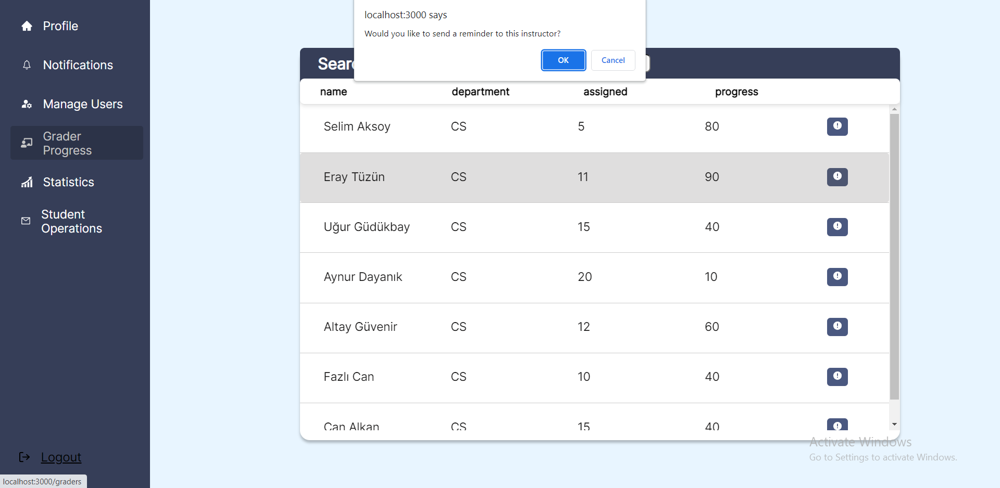 Profile
Notifications
Manage Users
Grader
Progress
Statistics
Student
Operations
Logout
localhost:3000/graders
localhost:3000 says
Would you like to send a reminder to this instructor?
OK Cancel
name department assigned progress
Selim Aksoy CS 5 80
Eray Tüzün CS 11 90
Uğur Güdükbay CS 15 40
Aynur Dayanık CS 20 10
Altay Güvenir CS 12 60
Fazlı Can CS 10 40
Can Alkan CS 15 40
Activate Windows
Go to Settings to activate Windows.